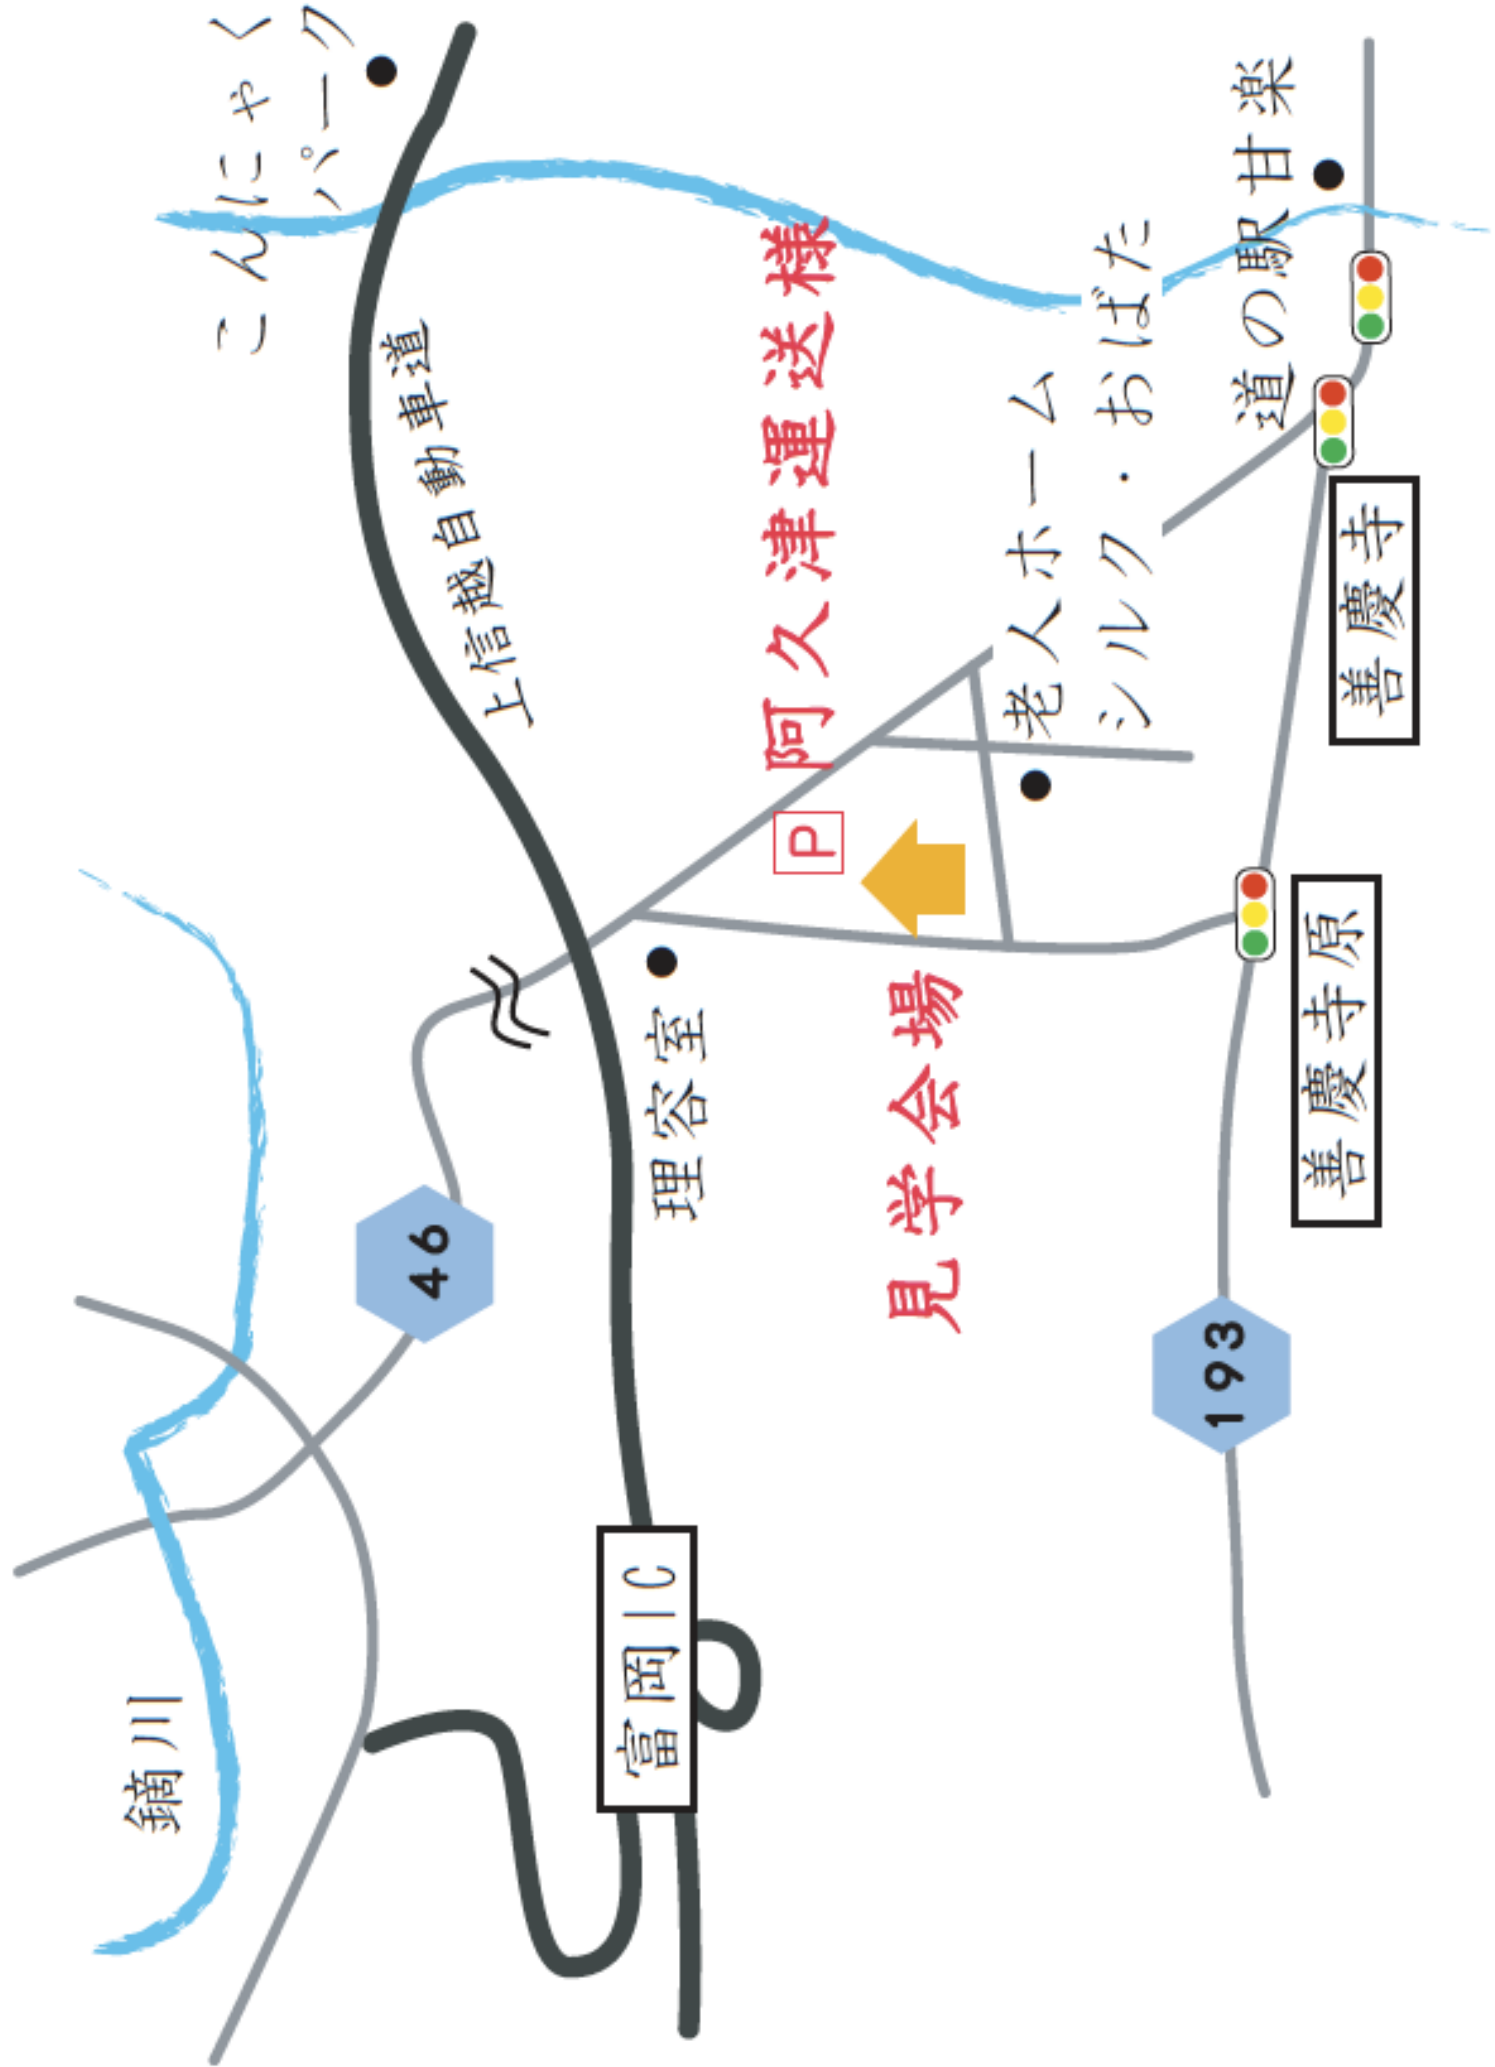 鏑川
こんにゃく
パーク
上信越自動車道
46
富岡IC
理容室
P
阿久津運送様
見学会場
老人ホーム
シルク・おばた
道の駅甘楽
193
善慶寺原
善慶寺